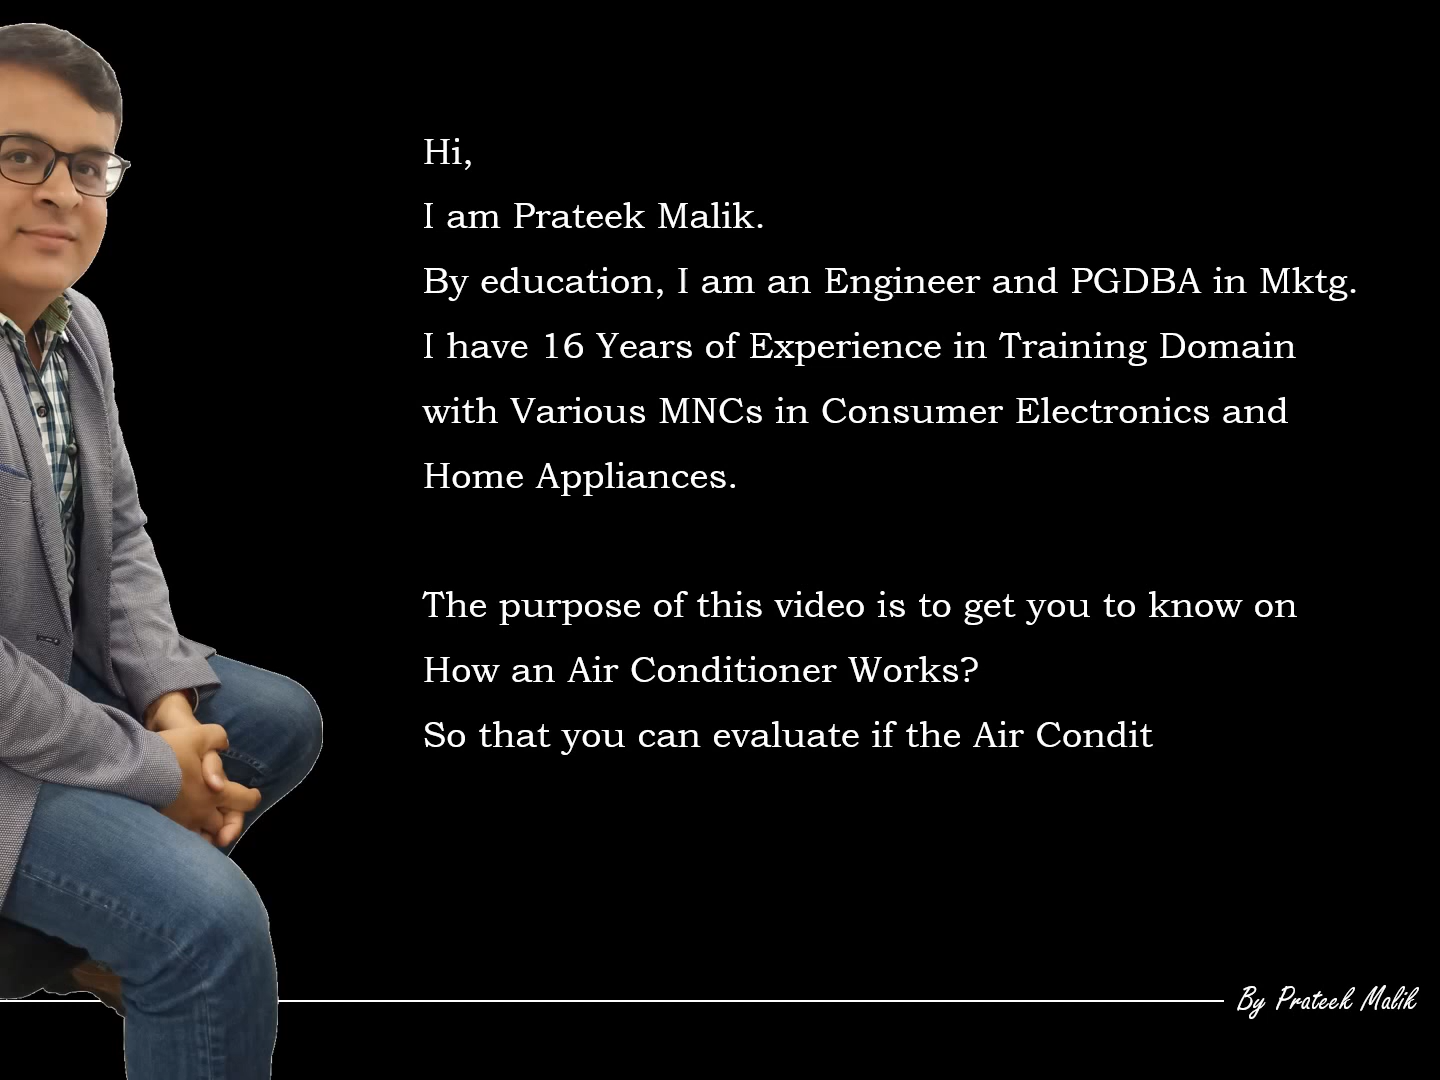 Hi,
I am Prateek Malik.
By education, I am an Engineer and PGDBA in Mktg.
I have 16 Years of Experience in Training Domain
with Various MNCs in Consumer Electronics and
Home Appliances.
The purpose of this video is to get you to know on
How an Air Conditioner Works?
So that you can evaluate if the Air Condit
By Prateek Malik